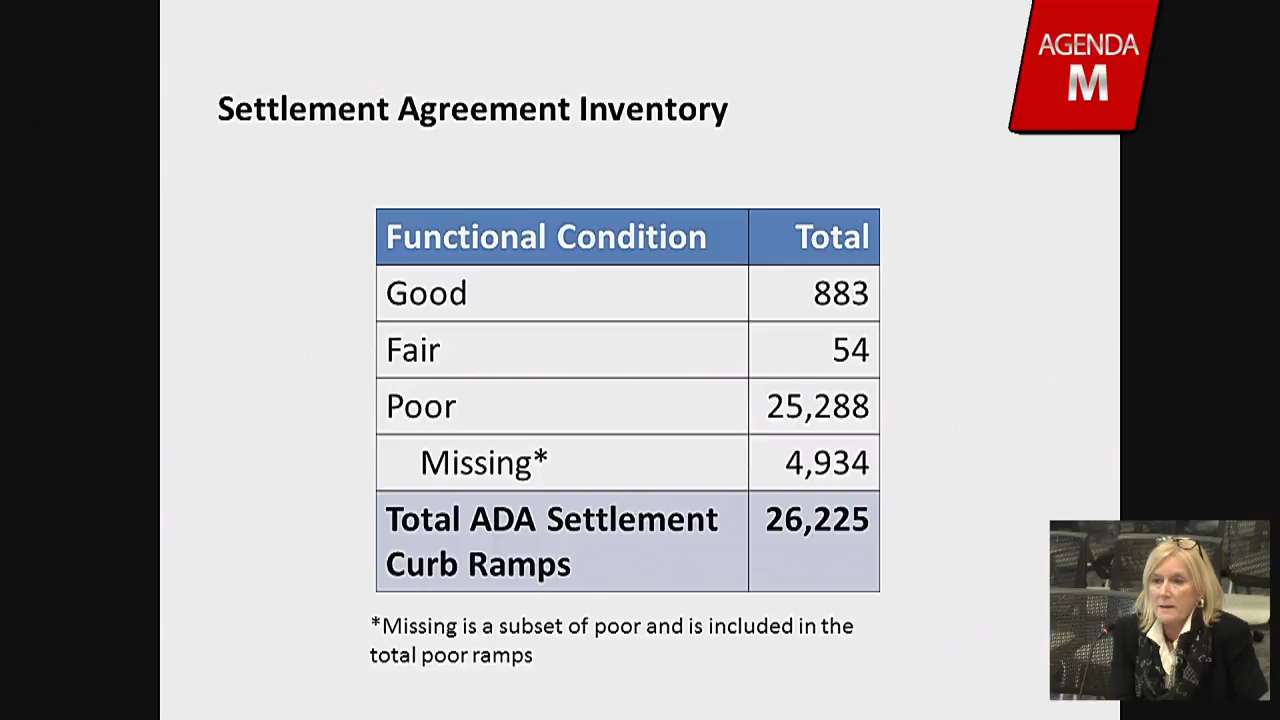 AGENDA
M
Settlement Agreement Inventory
Functional Condition Total
Good 883
Fair 54
Poor 25,288
Missing* 4,934
Total ADA Settlement 26,225
Curb Ramps
*Missing is a subset of poor and is included in the
total poor ramps